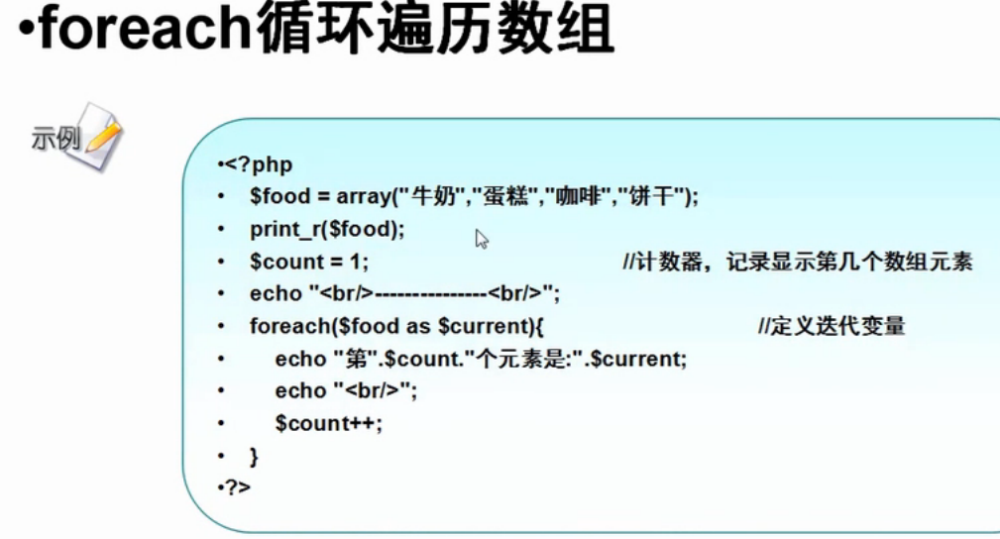 •foreach循环遍历数组
示例
•<?php
• $food = array("牛奶","蛋糕","咖啡","饼干");
• print_r($food);
• $count = 1; //计数器，记录显示第几个数组元素
• echo "<br/>----------------<br/>";
• foreach($food as $current){ //定义迭代变量
• echo "第".$count."个元素是:".$current;
• echo "<br/>";
• $count++;
• }
•?>